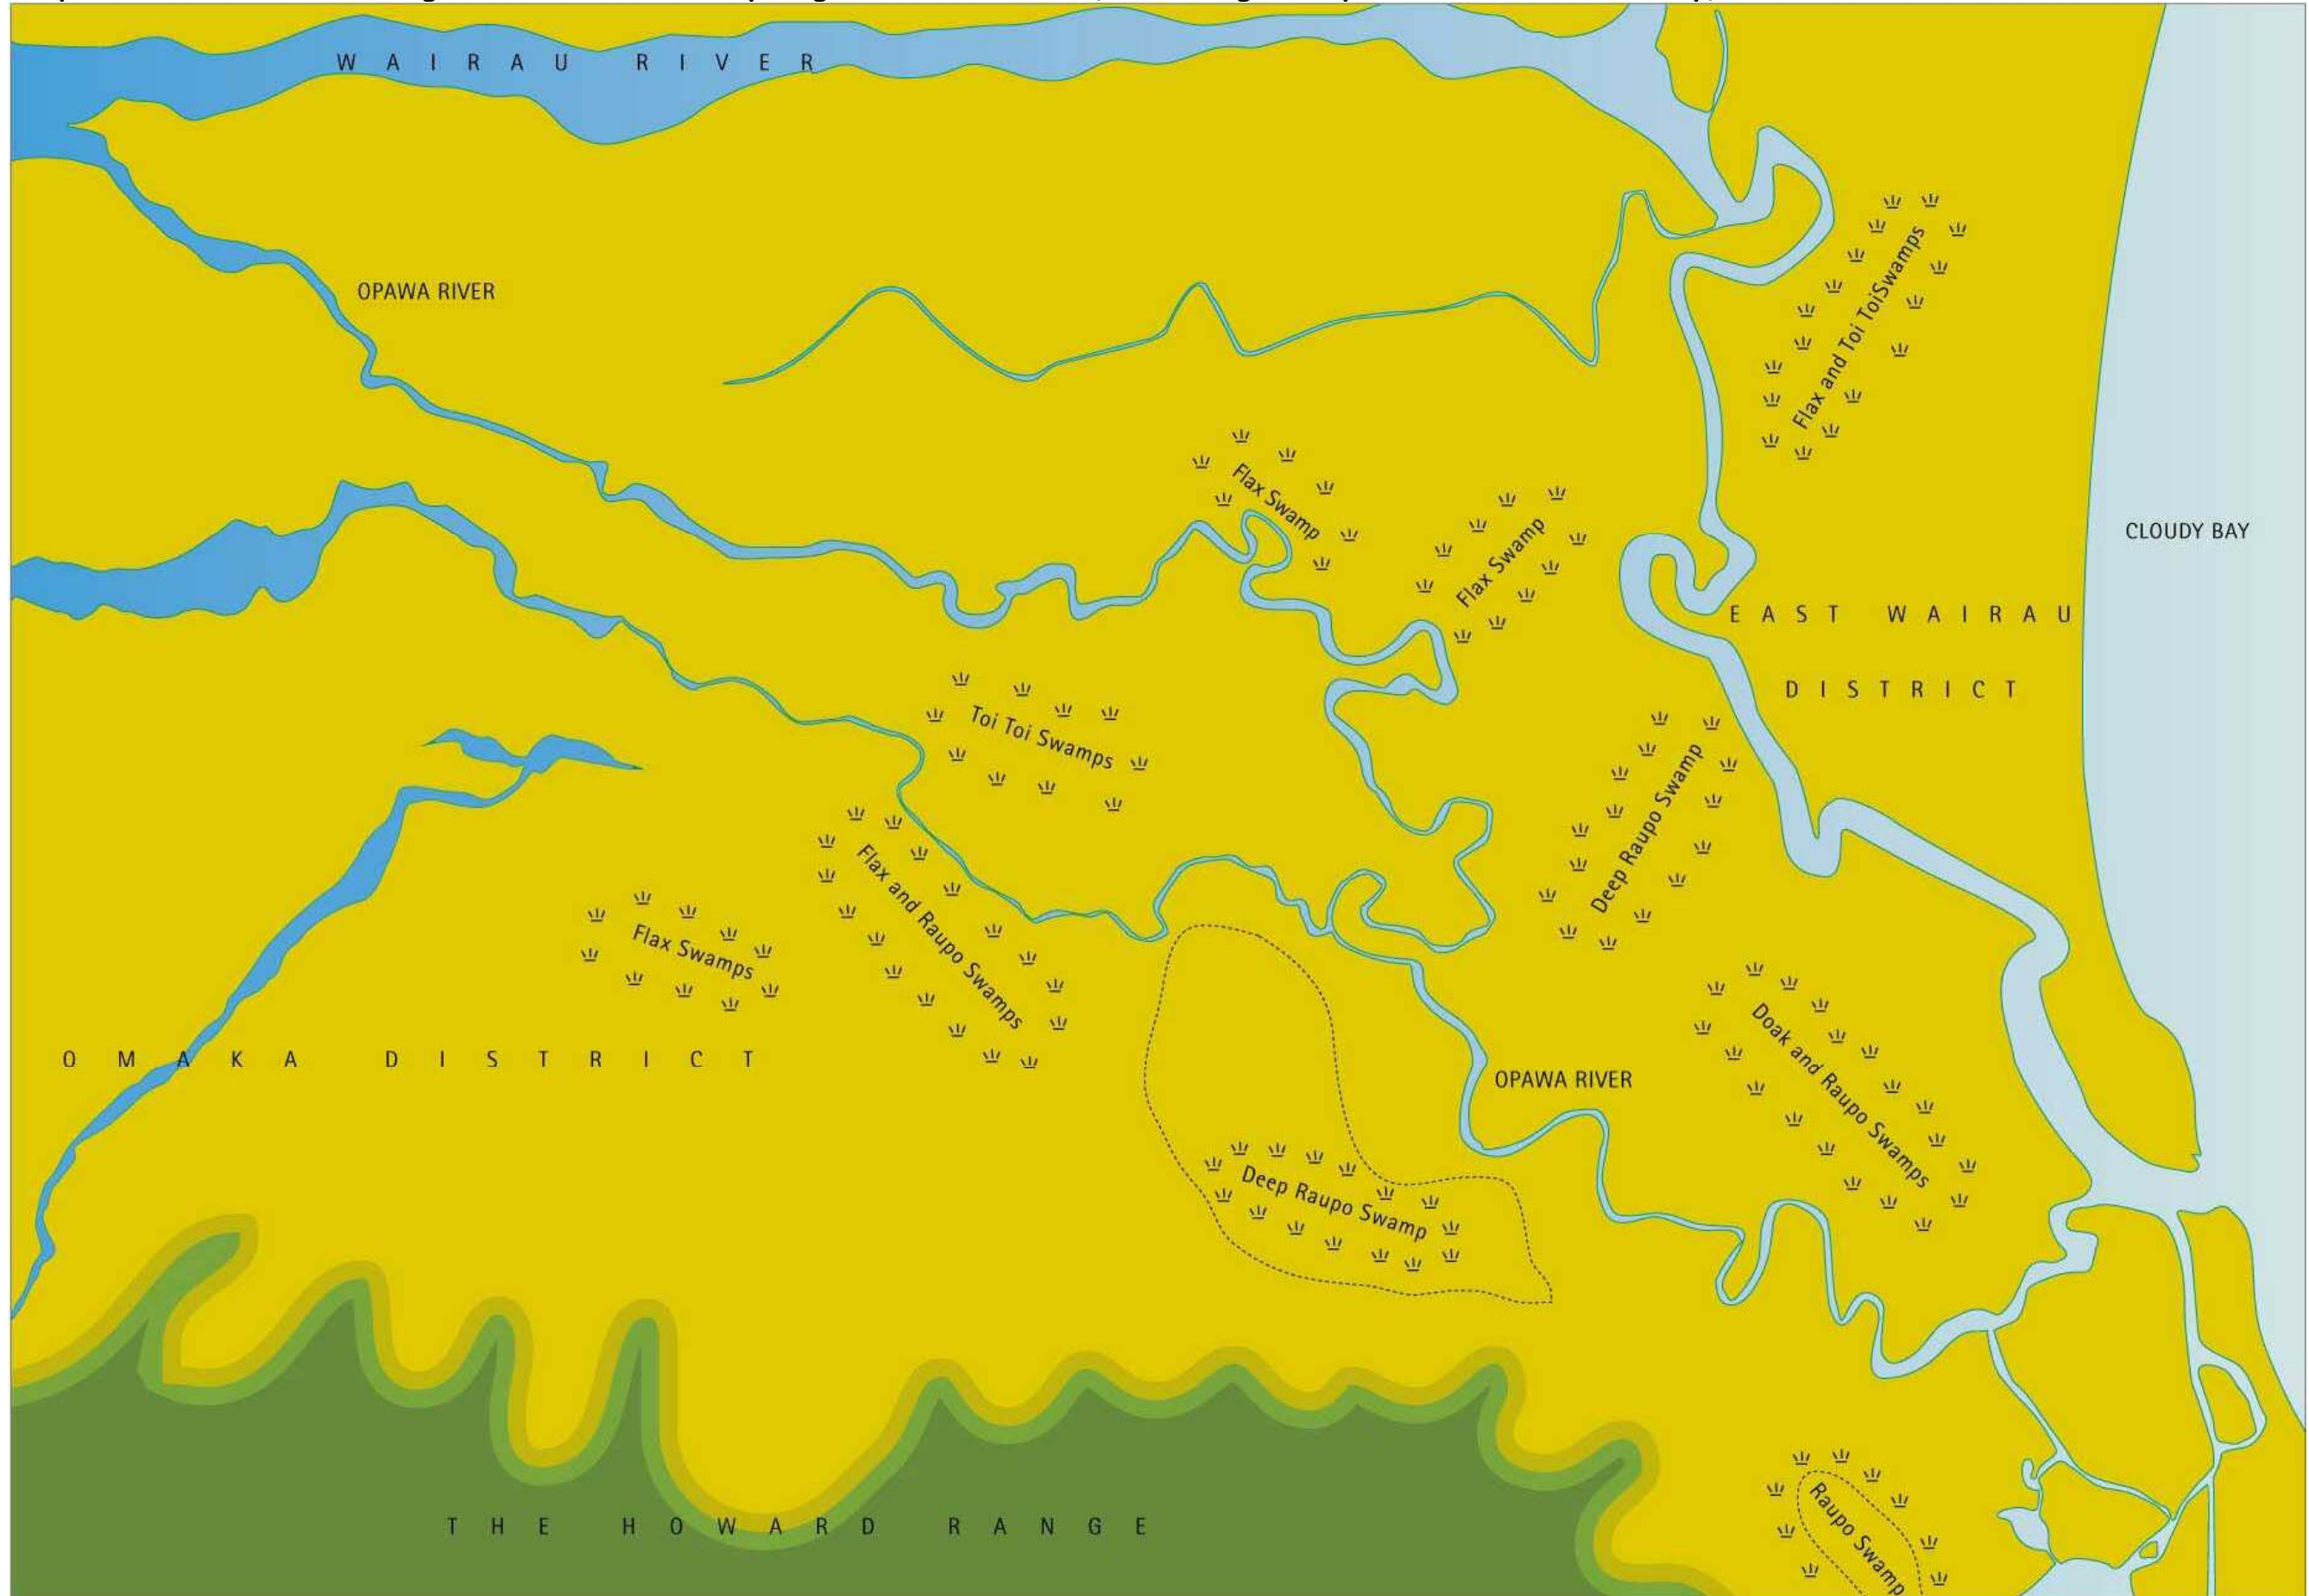 WAIRAU RIVER
OPAWA RIVER
Flax and Toi ToiSwamps
Flax Swamp
Flax Swamp
CLOUDY BAY
EAST WAIRAU
DISTRICT
Toi Toi Swamps
Deep Raupo Swamp
Flax and Raupo Swamps
Flax Swamps
OMAKA DISTRICT
OPAWA RIVER
Doak and Raupo Swamps
Deep Raupo Swamp
THE HOWARD RANGE
Raupo Swamp